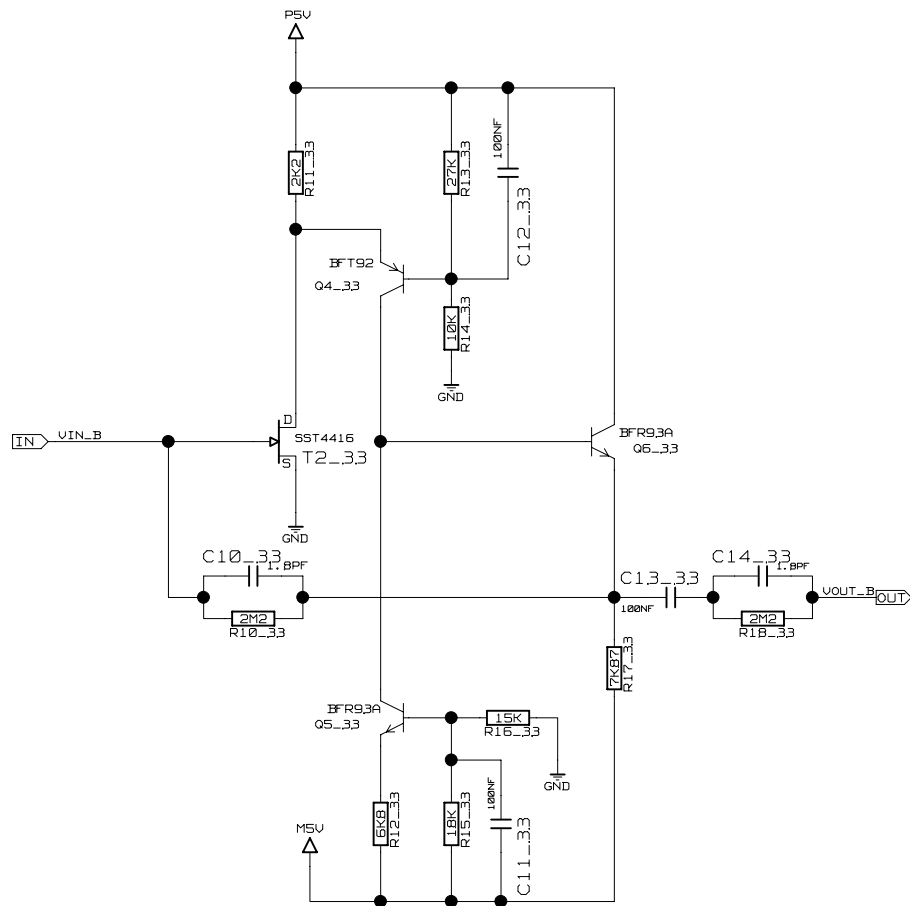 P5V
2K2
R11_33
27K
R13_33
100NF
C12_33
BFT92
Q4_33
10K
R14_33
GND
IN
VIN_B
D
SST4416
S
T2_33
GND
BFR93A
Q6_33
C10_33
1.8PF
2M2
R10_33
C13_33
100NF
C14_33
1.8PF
2M2
R18_33
VOUT_B
OUT
7K87
R17_33
BFR93A
Q5_33
15K
R16_33
GND
6K8
R12_33
18K
R15_33
100NF
C11_33
M5V